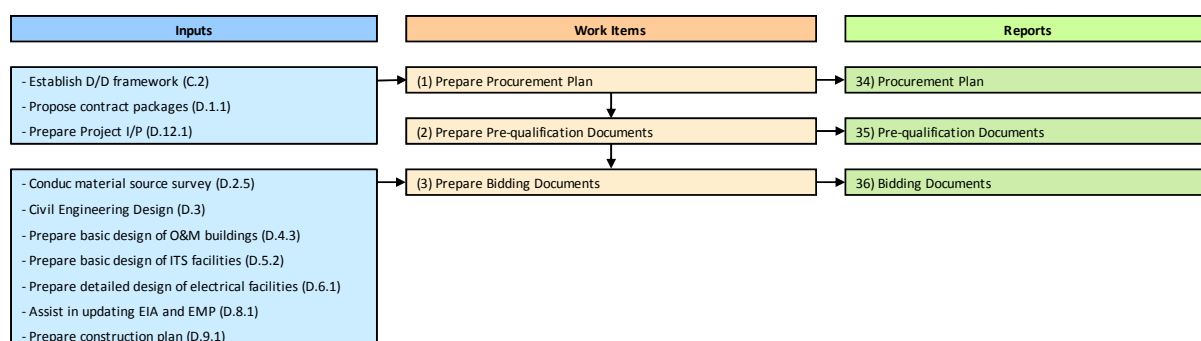 Inputs
Work Items
Reports
- Establish D/D framework (C.2)
(1) Prepare Procurement Plan
34) Procurement Plan
- Propose contract packages (D.1.1)
- Prepare Project I/P (D.12.1)
(2) Prepare Pre-qualification Documents
35) Pre-qualification Documents
- Conduc material source survey (D.2.5)
(3) Prepare Bidding Documents
36) Bidding Documents
- Civil Engineering Design (D.3)
- Prepare basic design of O&M buildings (D.4.3)
- Prepare basic design of ITS facilities (D.5.2)
- Prepare detailed design of electrical facilities (D.6.1)
- Assist in updating EIA and EMP (D.8.1)
- Prepare construction plan (D.9.1)